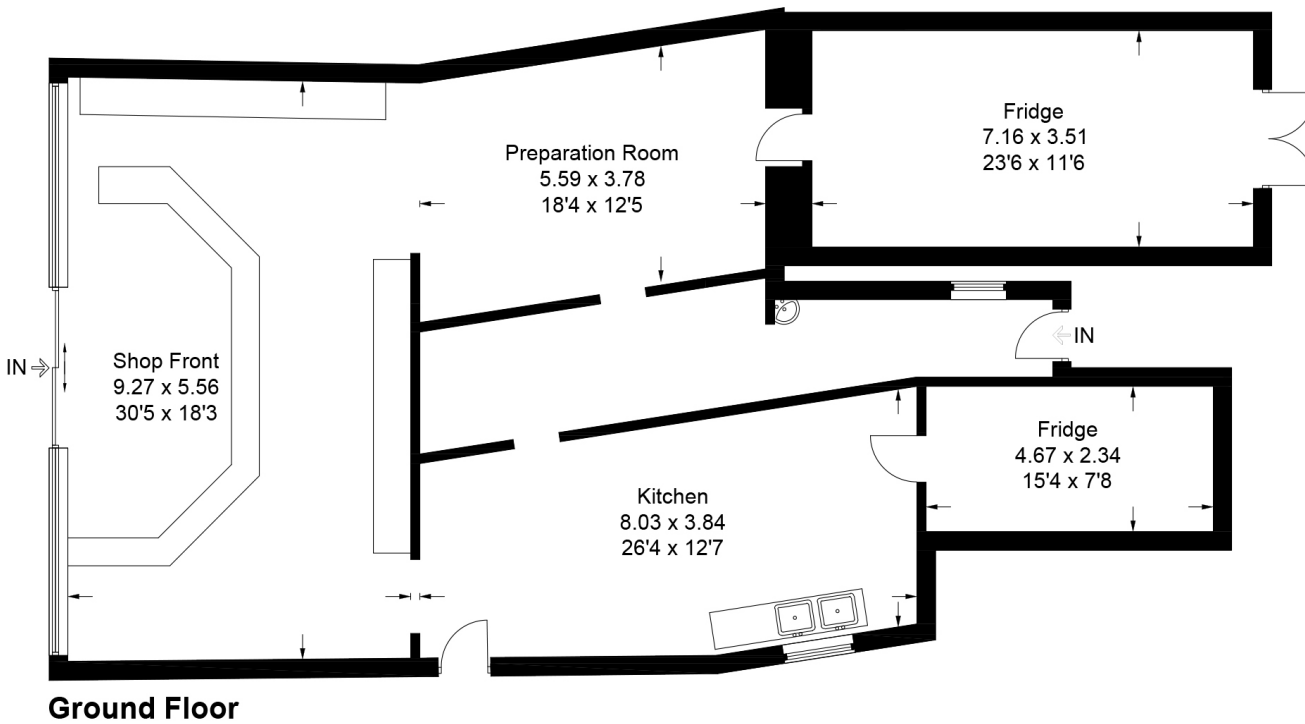 Fridge
7.16 x 3.51
23'6 x 11'6
Preparation Room
5.59 x 3.78
18'4 x 12'5
IN
IN
Shop Front
9.27 x 5.56
30'5 x 18'3
Fridge
4.67 x 2.34
15'4 x 7'8
Kitchen
8.03 x 3.84
26'4 x 12'7
Ground Floor